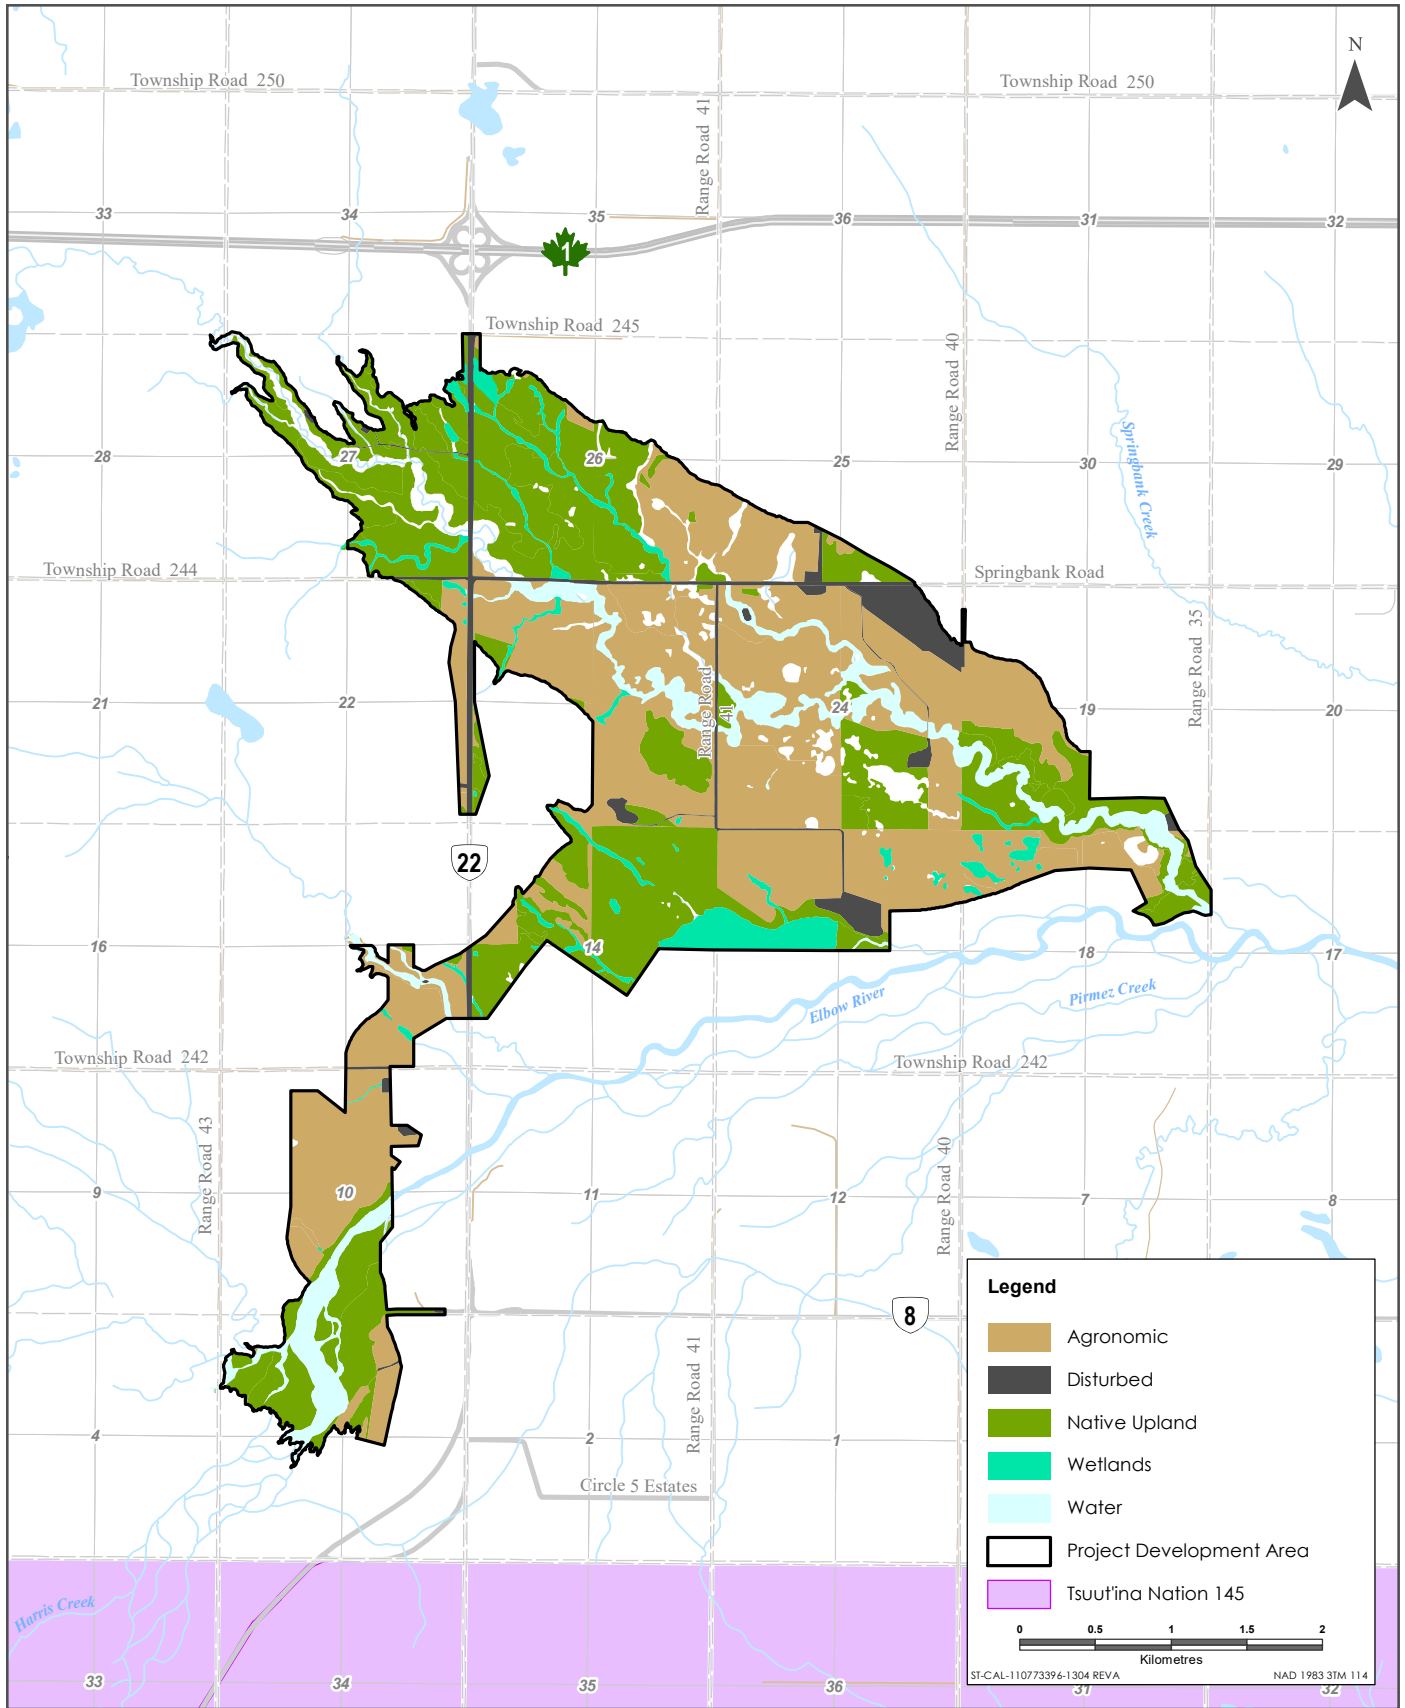 N
Township Road 250
Township Road 250
Range Road 41
33
34
35
36
31
32
1
Township Road 245
Range Road 40
Springbank Creek
28
27
26
25
30
29
Township Road 244
Springbank Road
Range Road 35
21
22
Range Road 41
24
19
20
22
16
14
18
17
Elbow River
Pirmez Creek
Township Road 242
Township Road 242
Range Road 43
Range Road 40
9
10
11
12
7
8
8
Range Road 41
4
2
1
Circle 5 Estates
Harris Creek
33
34
35
36
31
32
Legend
Agronomic
Disturbed
Native Upland
Wetlands
Water
Project Development Area
Tsuut'ina Nation 145
0 0.5 1 1.5 2
Kilometres
ST-CAL-110773396-1304 REVA
NAD 1983 3TM 114